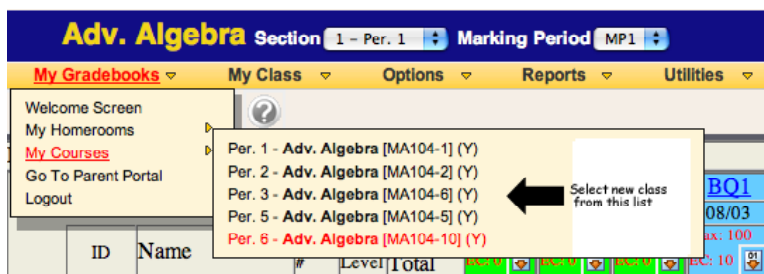 Adv. Algebra Section 1 - Per. 1 Marking Period MP1
My Gradebooks My Class Options Reports Utilities
Welcome Screen
My Homerooms
My Courses
Go To Parent Portal
Logout
Per. 1 - Adv. Algebra [MA104-1] (Y)
Per. 2 - Adv. Algebra [MA104-2] (Y)
Per. 3 - Adv. Algebra [MA104-6] (Y)
Per. 5 - Adv. Algebra [MA104-5] (Y)
Per. 6 - Adv. Algebra [MA104-10] (Y)
Select new class
from this list
BQ1
08/03
100
ID Name # Level Total EC: 0 EC: 0 EC: 0 EC: 10 01